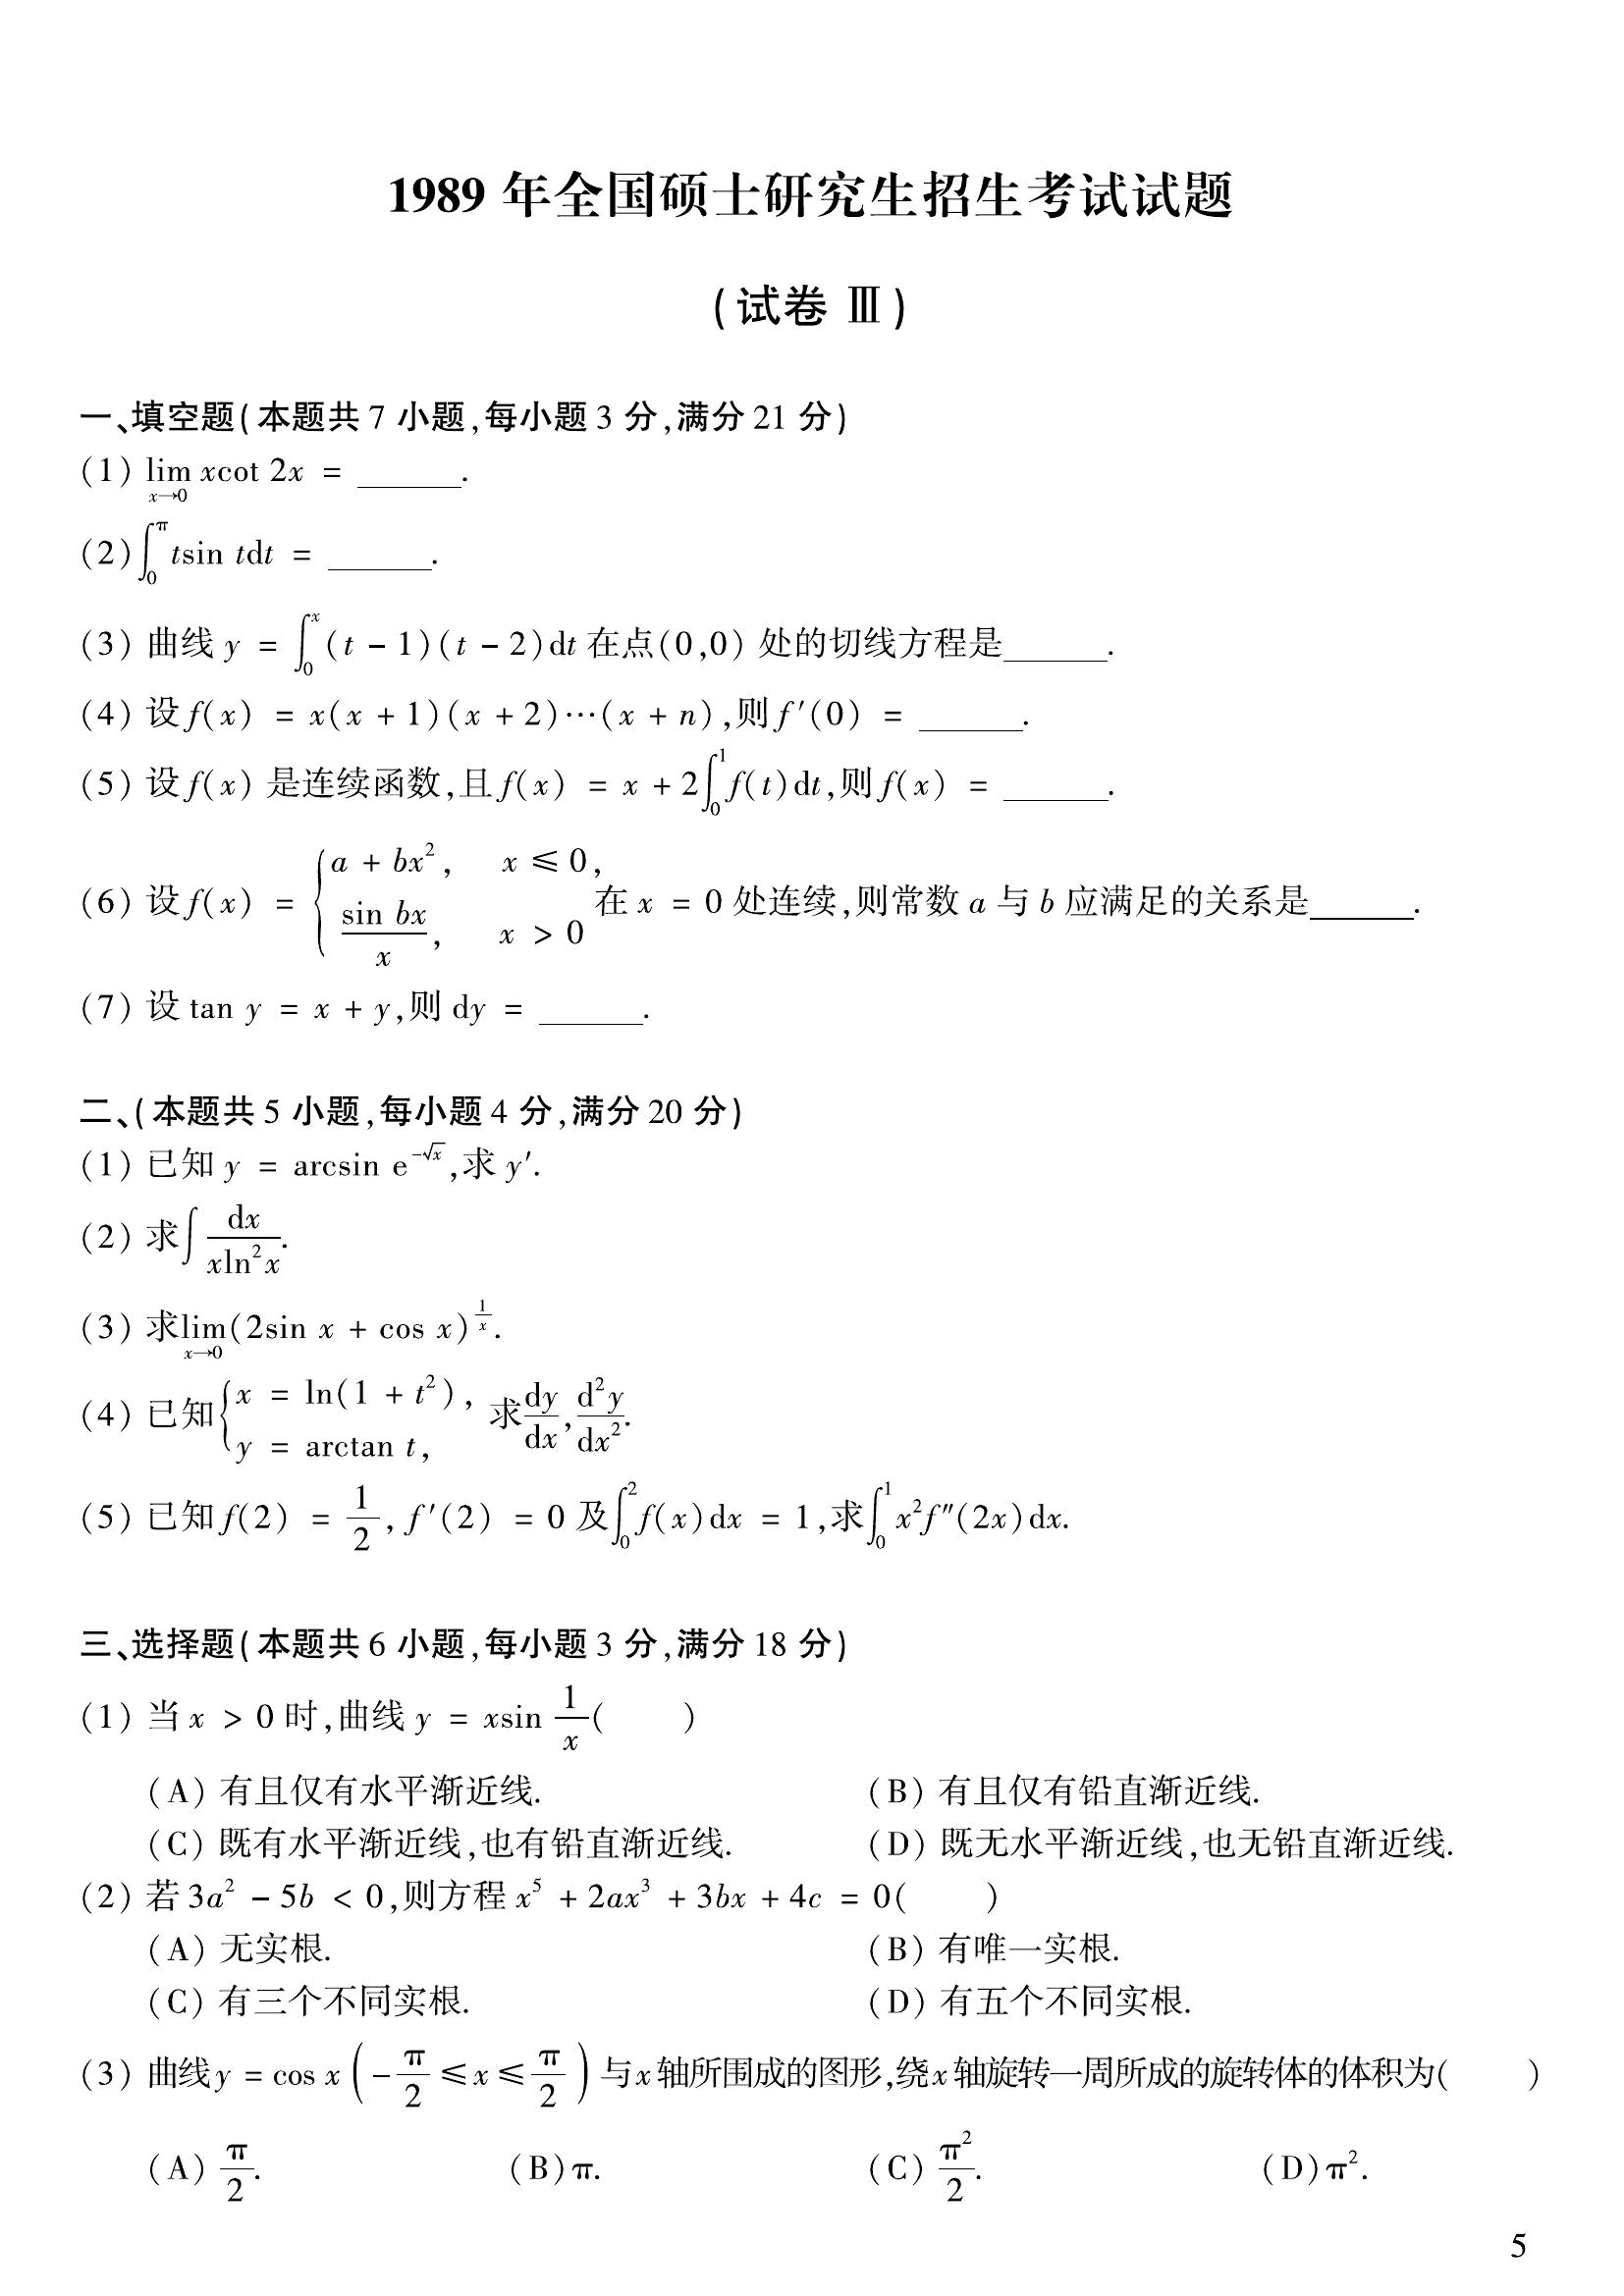 1989 年全国硕士研究生招生考试试题
(试卷 Ⅲ)
一、填空题(本题共 7 小题,每小题 3 分,满分 21 分)
(1) $\lim_{x\to 0} x\cot 2x$ = ______.
(2) $\int_0^{\pi} t\sin t\,\mathrm{d}t$ = ______.
(3) 曲线 $y = \int_0^x (t-1)(t-2)\mathrm{d}t$ 在点(0,0) 处的切线方程是______.
(4) 设 $f(x) = x(x+1)(x+2)\cdots(x+n)$,则 $f'(0)$ = ______.
(5) 设 $f(x)$ 是连续函数,且 $f(x) = x + 2\int_0^1 f(t)\mathrm{d}t$,则 $f(x)$ = ______.
(6) 设 $f(x) = \begin{cases} a+bx^2, & x \leqslant 0, \\ \dfrac{\sin bx}{x}, & x > 0 \end{cases}$ 在 $x = 0$ 处连续,则常数 $a$ 与 $b$ 应满足的关系是______.
(7) 设 $\tan y = x + y$,则 $\mathrm{d}y$ = ______.
二、(本题共 5 小题,每小题 4 分,满分 20 分)
(1) 已知 $y = \arcsin \mathrm{e}^{-\sqrt{x}}$,求 $y'$.
(2) 求 $\int \dfrac{\mathrm{d}x}{x\ln^2 x}$.
(3) 求 $\lim_{x\to 0}(2\sin x + \cos x)^{\frac{1}{x}}$.
(4) 已知 $\begin{cases} x = \ln(1+t^2), \\ y = \arctan t, \end{cases}$ 求 $\dfrac{\mathrm{d}y}{\mathrm{d}x}, \dfrac{\mathrm{d}^2y}{\mathrm{d}x^2}$.
(5) 已知 $f(2) = \dfrac{1}{2}, f'(2) = 0$ 及 $\int_0^2 f(x)\mathrm{d}x = 1$,求 $\int_0^1 x^2 f''(2x)\mathrm{d}x$.
三、选择题(本题共 6 小题,每小题 3 分,满分 18 分)
(1) 当 $x > 0$ 时,曲线 $y = x\sin\dfrac{1}{x}$(    )
(A) 有且仅有水平渐近线. (B) 有且仅有铅直渐近线.
(C) 既有水平渐近线,也有铅直渐近线. (D) 既无水平渐近线,也无铅直渐近线.
(2) 若 $3a^2 - 5b < 0$,则方程 $x^5 + 2ax^3 + 3bx + 4c = 0$(    )
(A) 无实根. (B) 有唯一实根.
(C) 有三个不同实根. (D) 有五个不同实根.
(3) 曲线 $y = \cos x\left(-\dfrac{\pi}{2} \leqslant x \leqslant \dfrac{\pi}{2}\right)$ 与 $x$ 轴所围成的图形,绕 $x$ 轴旋转一周所成的旋转体的体积为(    )
(A) $\dfrac{\pi}{2}$. (B) $\pi$. (C) $\dfrac{\pi^2}{2}$. (D) $\pi^2$.
5